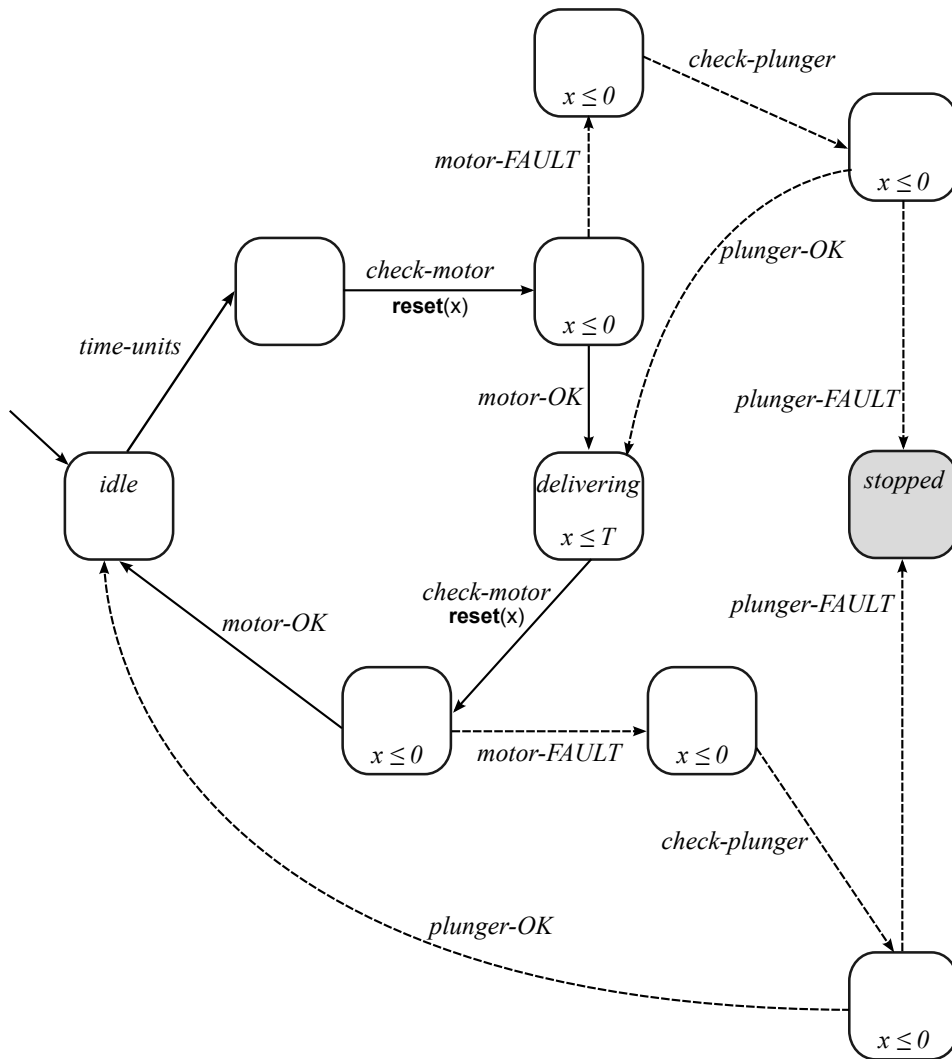 check-plunger
x ≤ 0
motor-FAULT
x ≤ 0
plunger-OK
check-motor
reset(x)
x ≤ 0
time-units
motor-OK
plunger-FAULT
idle
delivering
x ≤ T
stopped
check-motor
reset(x)
plunger-FAULT
motor-OK
x ≤ 0
motor-FAULT
x ≤ 0
check-plunger
plunger-OK
x ≤ 0